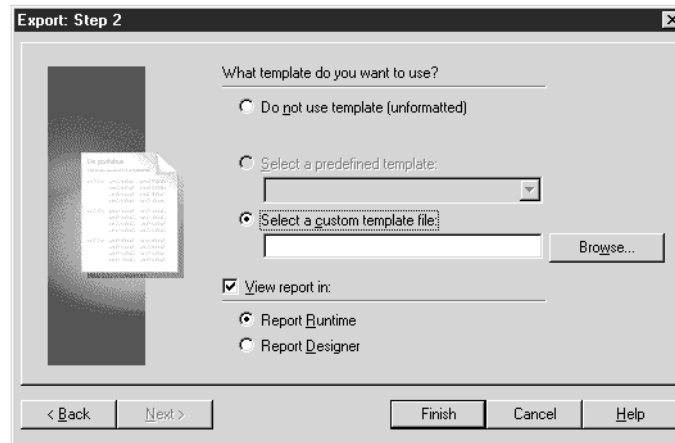 Export: Step 2
What template do you want to use?
Do not use template (unformatted)
Select a predefined template:
Select a custom template file:
Browse...
View report in:
Report Runtime
Report Designer
< Back
Next >
Finish
Cancel
Help